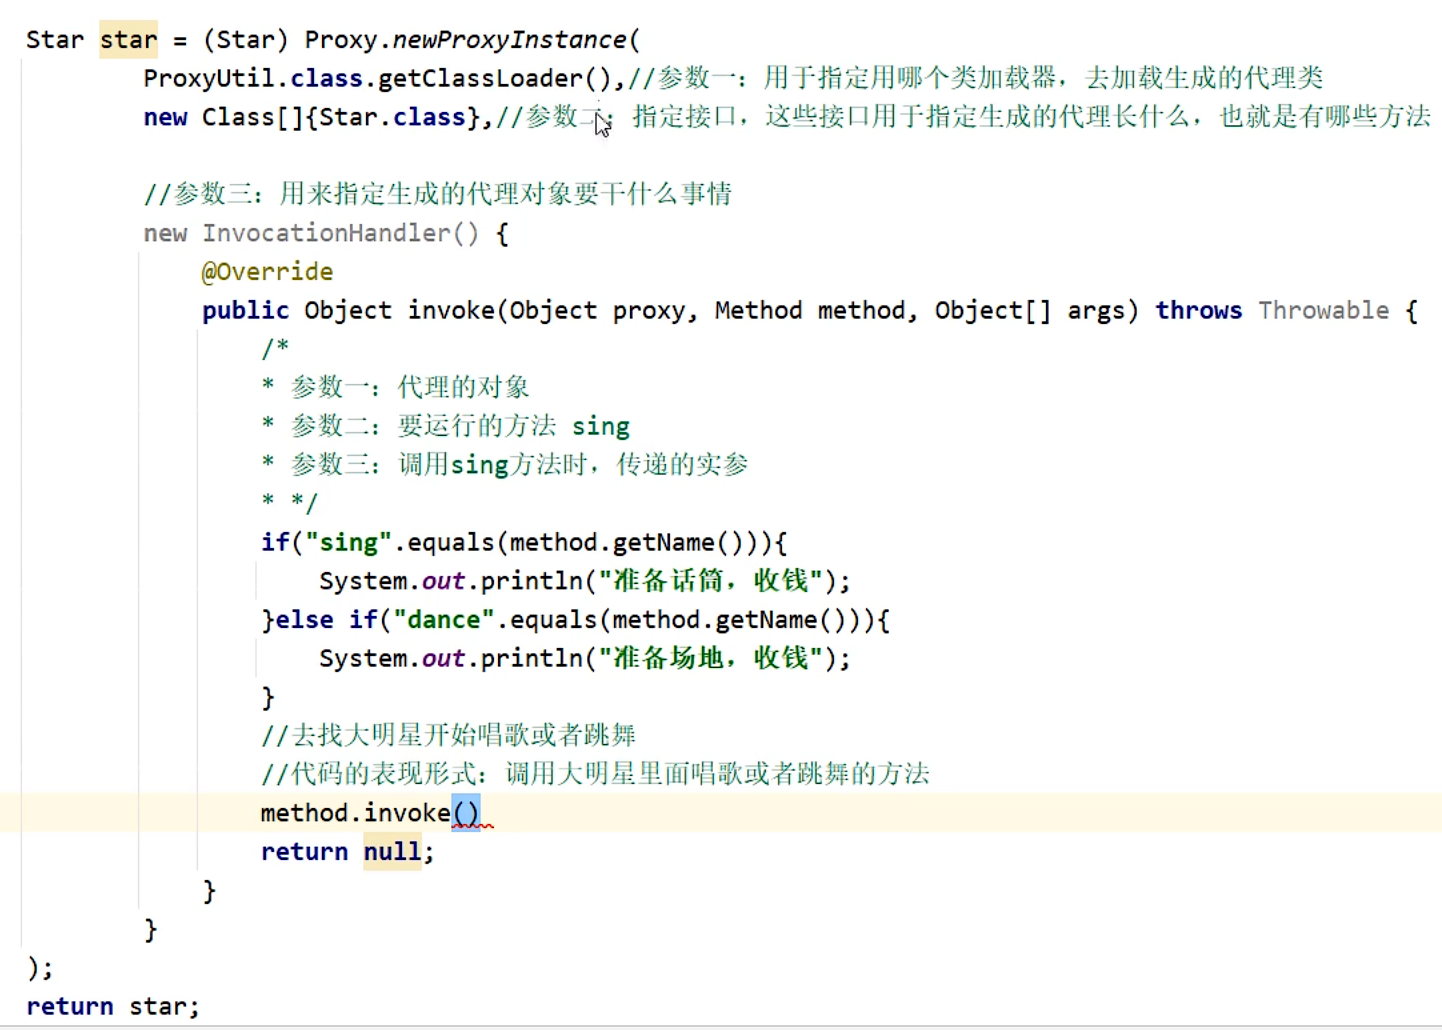 Star star = (Star) Proxy.newProxyInstance(
ProxyUtil.class.getClassLoader(),//参数一：用于指定用哪个类加载器，去加载生成的代理类
new Class[]{Star.class},//参数二：指定接口，这些接口用于指定生成的代理长什么，也就是有哪些方法
//参数三：用来指定生成的代理对象要干什么事情
new InvocationHandler() {
@Override
public Object invoke(Object proxy, Method method, Object[] args) throws Throwable {
/*
* 参数一：代理的对象
* 参数二：要运行的方法 sing
* 参数三：调用sing方法时，传递的实参
* */
if("sing".equals(method.getName())){
System.out.println("准备话筒，收钱");
}else if("dance".equals(method.getName())){
System.out.println("准备场地，收钱");
}
//去找大明星开始唱歌或者跳舞
//代码的表现形式：调用大明星里面唱歌或者跳舞的方法
method.invoke()
return null;
}
}
);
return star;